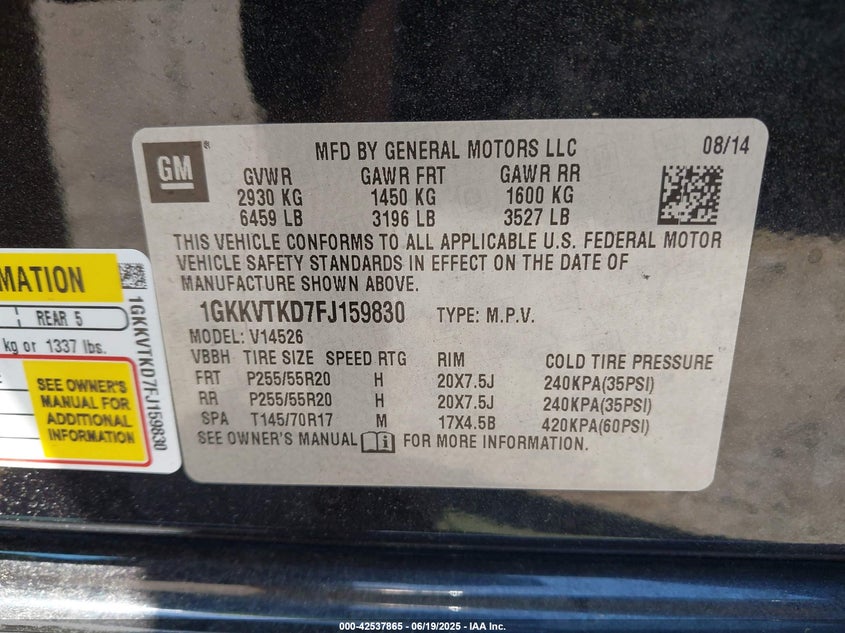 GM
®
MFD BY GENERAL MOTORS LLC
08/14
GVWR GAWR FRT GAWR RR
2930 KG 1450 KG 1600 KG
6459 LB 3196 LB 3527 LB
THIS VEHICLE CONFORMS TO ALL APPLICABLE U.S. FEDERAL MOTOR
VEHICLE SAFETY STANDARDS IN EFFECT ON THE DATE OF
MANUFACTURE SHOWN ABOVE.
1GKKVTKD7FJ159830 TYPE: M.P.V.
MODEL: V14526
VBBH TIRE SIZE SPEED RTG RIM COLD TIRE PRESSURE
FRT P255/55R20 H 20X7.5J 240KPA(35PSI)
RR P255/55R20 H 20X7.5J 240KPA(35PSI)
SPA T145/70R17 M 17X4.5B 420KPA(60PSI)
SEE OWNER'S MANUAL FOR MORE INFORMATION.
MATION
REAR 5
kg or 1337 lbs.
SEE OWNER'S
MANUAL FOR
ADDITIONAL
INFORMATION
1GKKVTKD7FJ159830
000-42537865 - 06/19/2025 - IAA Inc.